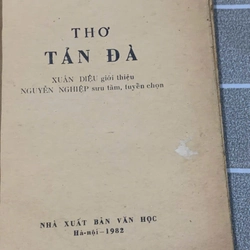 THƠ
TẢN ĐÀ
XUÂN DIỆU giới thiệu
NGUYỄN NGHIỆP sưu tầm, tuyển chọn
NHÀ XUẤT BẢN VĂN HỌC
Hà-nội — 1982